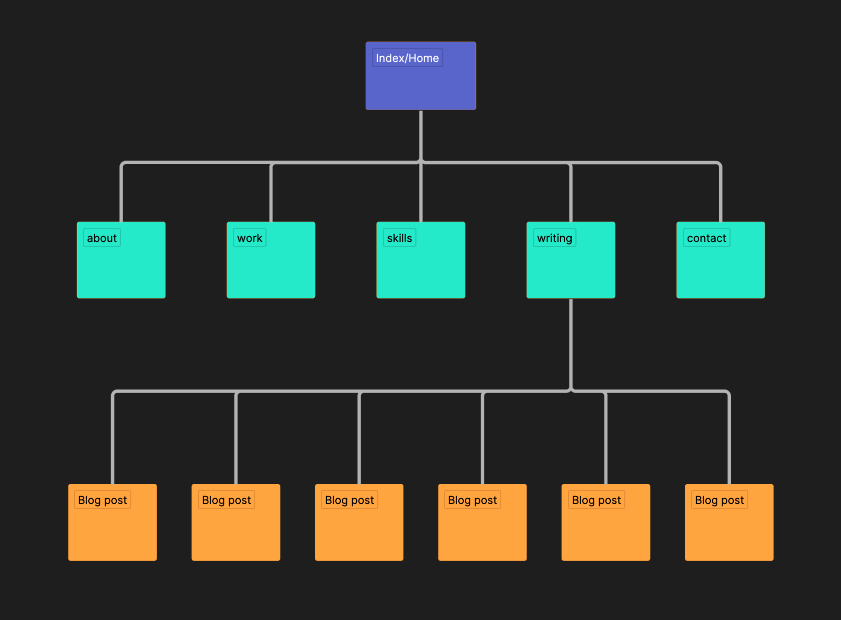 Index/Home
about
work
skills
writing
contact
Blog post
Blog post
Blog post
Blog post
Blog post
Blog post